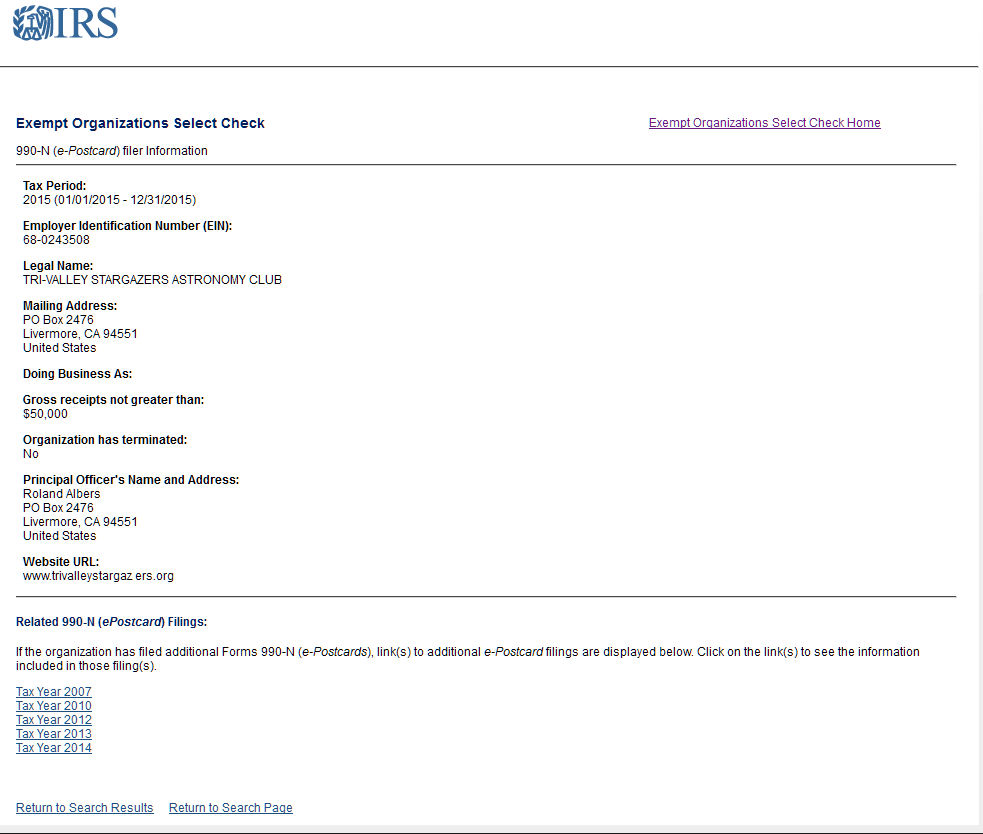 IRS
Exempt Organizations Select Check
Exempt Organizations Select Check Home
990-N (e-Postcard) filer Information
Tax Period:
2015 (01/01/2015 - 12/31/2015)
Employer Identification Number (EIN):
68-0243508
Legal Name:
TRI-VALLEY STARGAZERS ASTRONOMY CLUB
Mailing Address:
PO Box 2476
Livermore, CA 94551
United States
Doing Business As:
Gross receipts not greater than:
$50,000
Organization has terminated:
No
Principal Officer's Name and Address:
Roland Albers
PO Box 2476
Livermore, CA 94551
United States
Website URL:
www.trivalleystargaz ers.org
Related 990-N (ePostcard) Filings:
If the organization has filed additional Forms 990-N (e-Postcards), link(s) to additional e-Postcard filings are displayed below. Click on the link(s) to see the information
included in those filing(s).
Tax Year 2007
Tax Year 2010
Tax Year 2012
Tax Year 2013
Tax Year 2014
Return to Search Results Return to Search Page